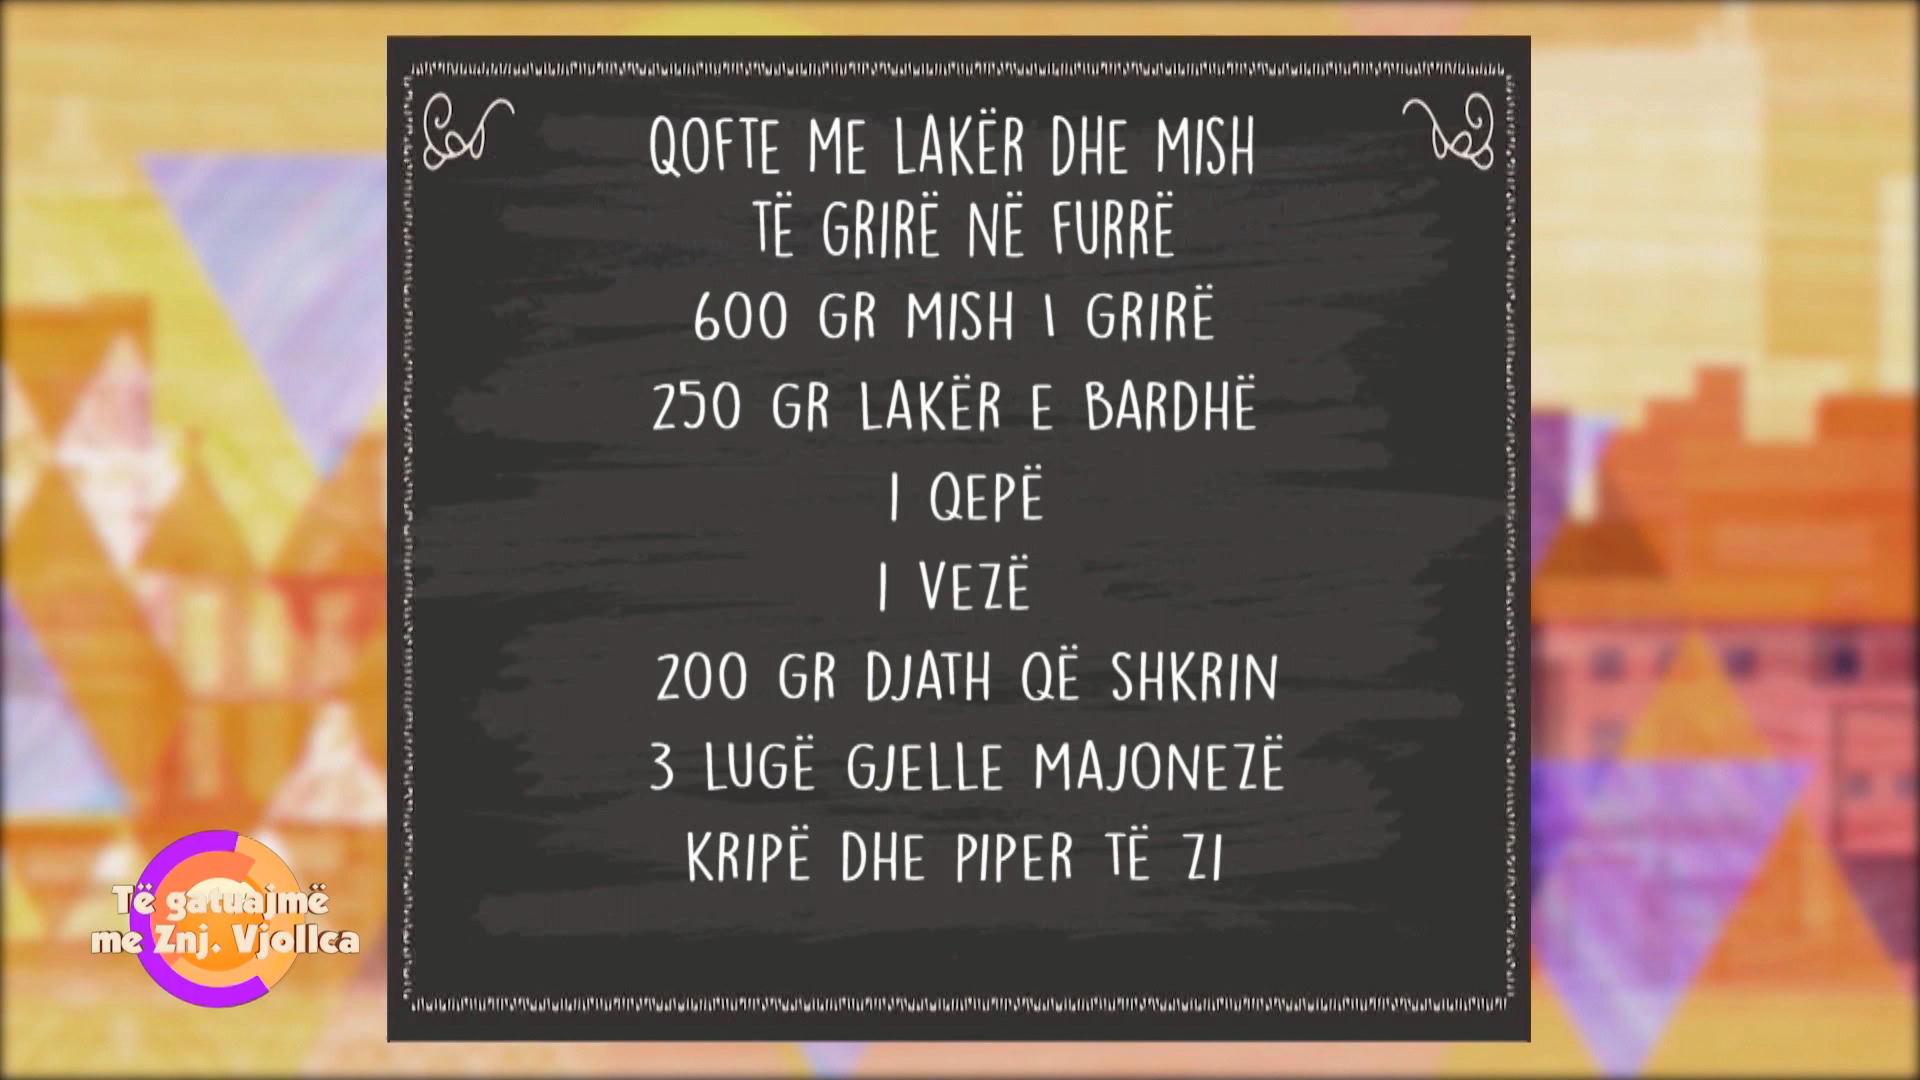 QOFTE ME LAKËR DHE MISH
TË GRIRË NË FURRË
600 GR MISH I GRIRË
250 GR LAKËR E BARDHË
1 QEPË
1 VEZË
200 GR DJATH QË SHKRIN
3 LUGË GJELLE MAJONEZË
KRIPË DHE PIPER TË ZI
Të gatuajmë
me Znj. Vjollca